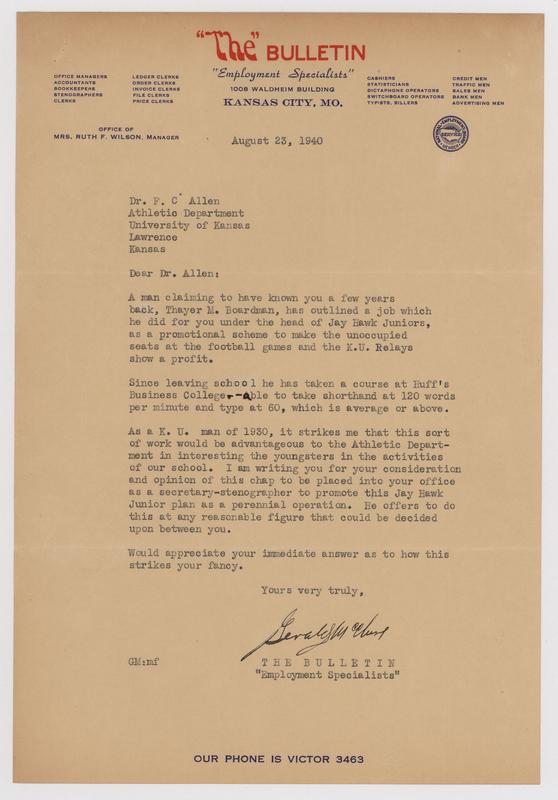 "The" BULLETIN
"Employment Specialists"
1008 WALDHEIM BUILDING
KANSAS CITY, MO.
OFFICE MANAGERS
ACCOUNTANTS
BOOKKEEPERS
STENOGRAPHERS
CLERKS
LEDGER CLERKS
ORDER CLERKS
INVOICE CLERKS
FILE CLERKS
PRICE CLERKS
CASHIERS
STATISTICIANS
DICTAPHONE OPERATORS
SWITCHBOARD OPERATORS
TYPISTS, BILLERS
CREDIT MEN
TRAFFIC MEN
SALES MEN
BANK MEN
ADVERTISING MEN
OFFICE OF
MRS. RUTH F. WILSON, MANAGER
NATIONAL EMPLOYMENT BOARD
SERVICE
MEMBER
August 23, 1940
Dr. F. C Allen
Athletic Department
University of Kansas
Lawrence
Kansas
Dear Dr. Allen:
A man claiming to have known you a few years
back, Thayer M. Boardman, has outlined a job which
he did for you under the head of Jay Hawk Juniors,
as a promotional scheme to make the unoccupied
seats at the football games and the K.U. Relays
show a profit.
Since leaving school he has taken a course at Huff's
Business College--Able to take shorthand at 120 words
per minute and type at 60, which is average or above.
As a K. U. man of 1930, it strikes me that this sort
of work would be advantageous to the Athletic Depart-
ment in interesting the youngsters in the activities
of our school. I am writing you for your consideration
and opinion of this chap to be placed into your office
as a secretary-stenographer to promote this Jay Hawk
Junior plan as a perennial operation. He offers to do
this at any reasonable figure that could be decided
upon between you.
Would appreciate your immediate answer as to how this
strikes your fancy.
Yours very truly,
Gerald
GM:mf
THE BULLETIN
"Employment Specialists"
OUR PHONE IS VICTOR 3463